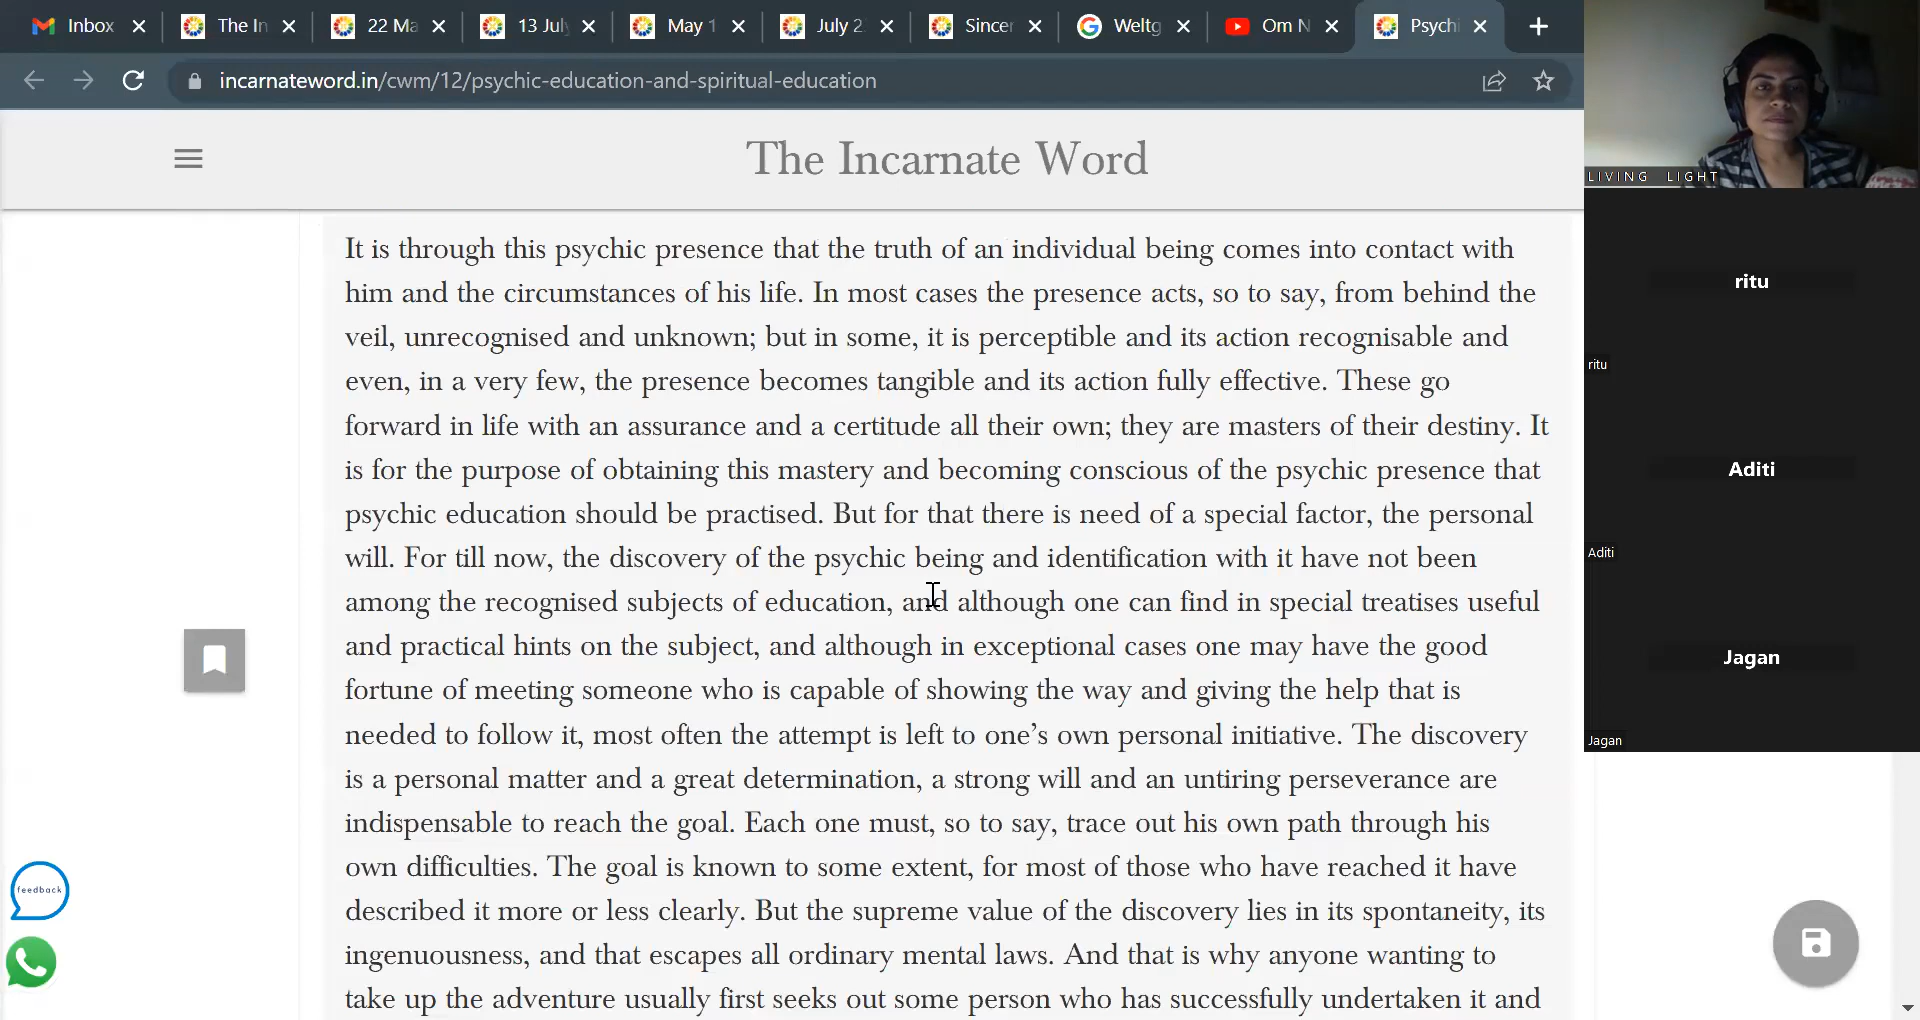 Inbox
The In
22 Ma
13 July
May 1
July 2
Sincer
Weltg
Om N
Psychi
incarnateword.in/cwm/12/psychic-education-and-spiritual-education
The Incarnate Word
It is through this psychic presence that the truth of an individual being comes into contact with
him and the circumstances of his life. In most cases the presence acts, so to say, from behind the
veil, unrecognised and unknown; but in some, it is perceptible and its action recognisable and
even, in a very few, the presence becomes tangible and its action fully effective. These go
forward in life with an assurance and a certitude all their own; they are masters of their destiny. It
is for the purpose of obtaining this mastery and becoming conscious of the psychic presence that
psychic education should be practised. But for that there is need of a special factor, the personal
will. For till now, the discovery of the psychic being and identification with it have not been
among the recognised subjects of education, and although one can find in special treatises useful
and practical hints on the subject, and although in exceptional cases one may have the good
fortune of meeting someone who is capable of showing the way and giving the help that is
needed to follow it, most often the attempt is left to one's own personal initiative. The discovery
is a personal matter and a great determination, a strong will and an untiring perseverance are
indispensable to reach the goal. Each one must, so to say, trace out his own path through his
own difficulties. The goal is known to some extent, for most of those who have reached it have
described it more or less clearly. But the supreme value of the discovery lies in its spontaneity, its
ingenuousness, and that escapes all ordinary mental laws. And that is why anyone wanting to
take up the adventure usually first seeks out some person who has successfully undertaken it and
feedback
LIVING LIGHT
ritu
ritu
Aditi
Aditi
Jagan
Jagan